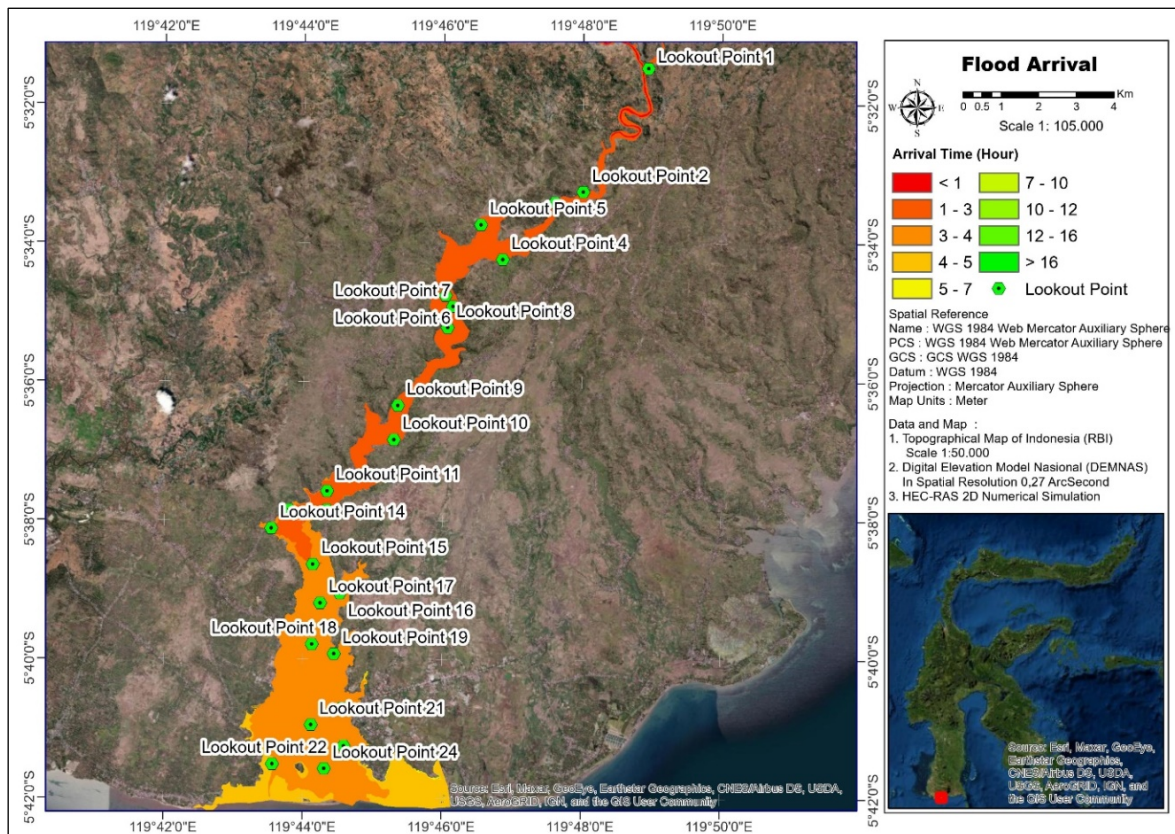 119°42'0"E 119°44'0"E 119°46'0"E 119°48'0"E 119°50'0"E
5°32'0"S
5°34'0"S
5°36'0"S
5°38'0"S
5°40'0"S
5°42'0"S
Lookout Point 1
Lookout Point 2
Lookout Point 5
Lookout Point 4
Lookout Point 7
Lookout Point 8
Lookout Point 6
Lookout Point 9
Lookout Point 10
Lookout Point 11
Lookout Point 14
Lookout Point 15
Lookout Point 17
Lookout Point 16
Lookout Point 18
Lookout Point 19
Lookout Point 21
Lookout Point 22
Lookout Point 24
Source: Esri, Maxar, GeoEye, Earthstar Geographics, CNES/Airbus DS, USDA,
USGS, AeroGRID, IGN, and the GIS User Community
5°32'0"S
5°34'0"S
5°36'0"S
5°38'0"S
5°40'0"S
5°42'0"S
119°42'0"E 119°44'0"E 119°46'0"E 119°48'0"E 119°50'0"E
Flood Arrival
N
W E
S
0 0.5 1 2 3 4 Km
Scale 1: 105.000
Arrival Time (Hour)
< 1
1 - 3
3 - 4
4 - 5
5 - 7
7 - 10
10 - 12
12 - 16
> 16
Lookout Point
Spatial Reference
Name : WGS 1984 Web Mercator Auxiliary Sphere
PCS : WGS 1984 Web Mercator Auxiliary Sphere
GCS : GCS WGS 1984
Datum : WGS 1984
Projection : Mercator Auxiliary Sphere
Map Units : Meter
Data and Map :
1. Topographical Map of Indonesia (RBI)
Scale 1:50.000
2. Digital Elevation Model Nasional (DEMNAS)
In Spatial Resolution 0,27 ArcSecond
3. HEC-RAS 2D Numerical Simulation
Source: Esri, Maxar, GeoEye,
Earthstar Geographics,
CNES/Airbus DS, USDA,
USGS, AeroGRID, IGN, and
the GIS User Community